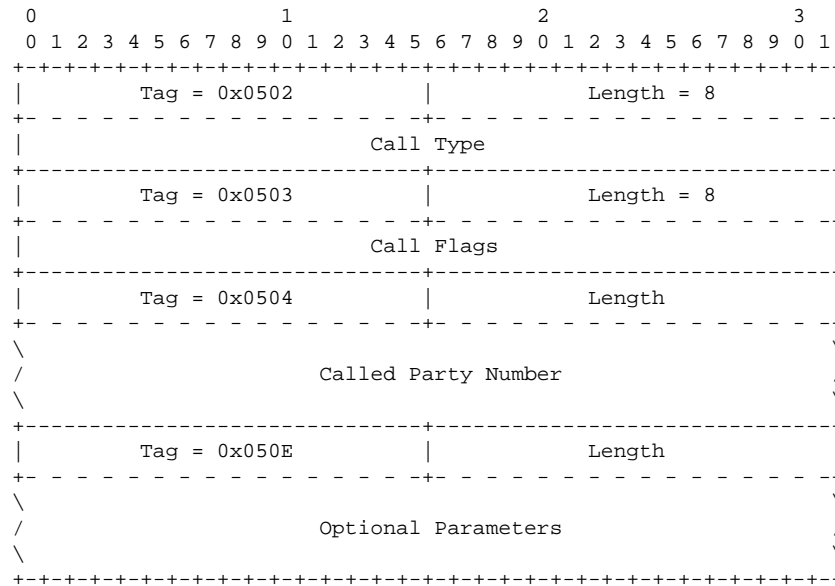 0                   1                   2                   3
 0 1 2 3 4 5 6 7 8 9 0 1 2 3 4 5 6 7 8 9 0 1 2 3 4 5 6 7 8 9 0 1
+-+-+-+-+-+-+-+-+-+-+-+-+-+-+-+-+-+-+-+-+-+-+-+-+-+-+-+-+-+-+-+-
|         Tag = 0x0502          |            Length = 8
+- - - - - - - - - - - - - - - -+- - - - - - - - - - - - - - - --
|                           Call Type
+-------------------------------+--------------------------------
|         Tag = 0x0503          |            Length = 8
+- - - - - - - - - - - - - - - -+- - - - - - - - - - - - - - - --
|                           Call Flags
+-------------------------------+--------------------------------
|         Tag = 0x0504          |            Length
+- - - - - - - - - - - - - - - -+- - - - - - - - - - - - - - - --
\                                                               \
/                       Called Party Number                     /
\                                                               \
+-------------------------------+--------------------------------
|         Tag = 0x050E          |            Length
+- - - - - - - - - - - - - - - -+- - - - - - - - - - - - - - - --
\                                                               \
/                       Optional Parameters                     /
\                                                               \
+-+-+-+-+-+-+-+-+-+-+-+-+-+-+-+-+-+-+-+-+-+-+-+-+-+-+-+-+-+-+-+-